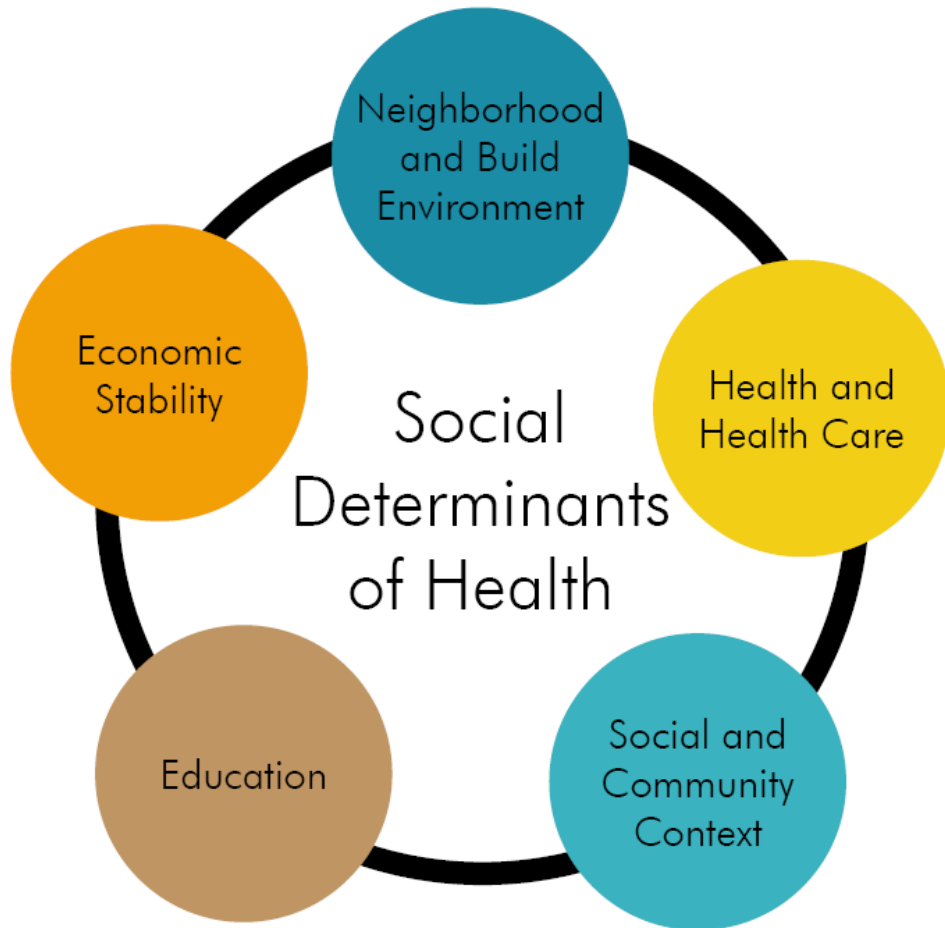 Neighborhood
and Build
Environment
Economic
Stability
Health and
Health Care
Social
Determinants
of Health
Education
Social and
Community
Context